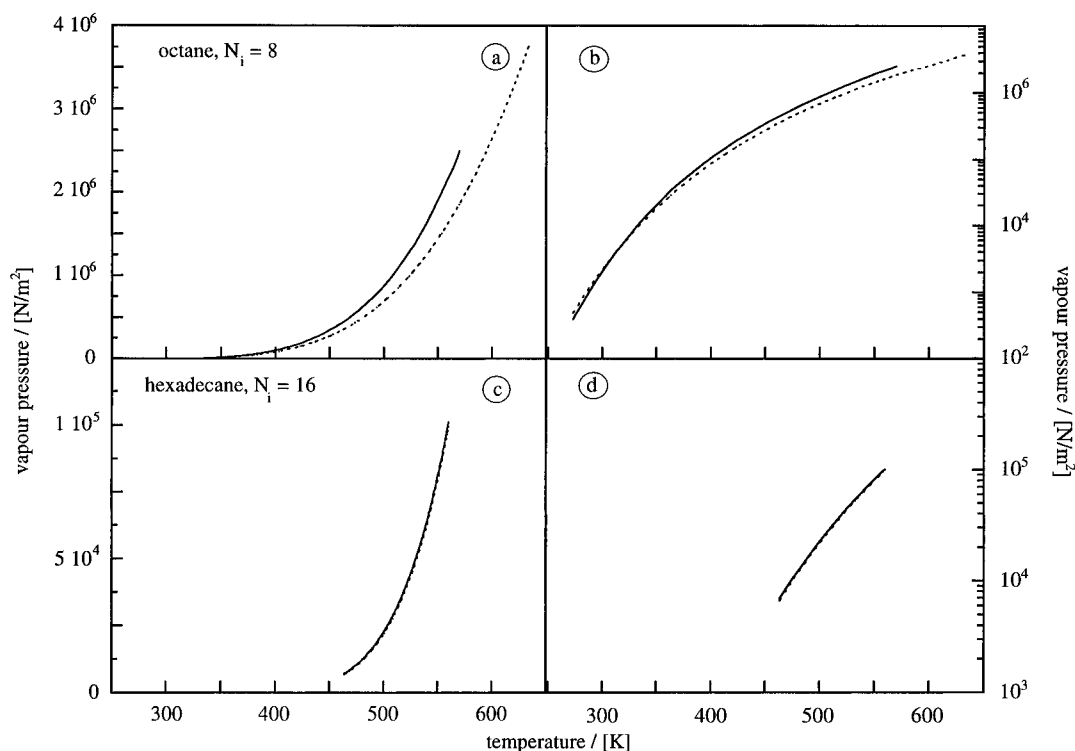 4 10⁶
octane, Nᵢ = 8
a
b
10⁶
3 10⁶
2 10⁶
10⁴
1 10⁶
0
10²
vapour pressure / [N/m²]
vapour pressure / [N/m²]
hexadecane, Nᵢ = 16
c
d
1 10⁵
10⁵
5 10⁴
10⁴
0
10³
300 400 500 600 300 400 500 600
temperature / [K]